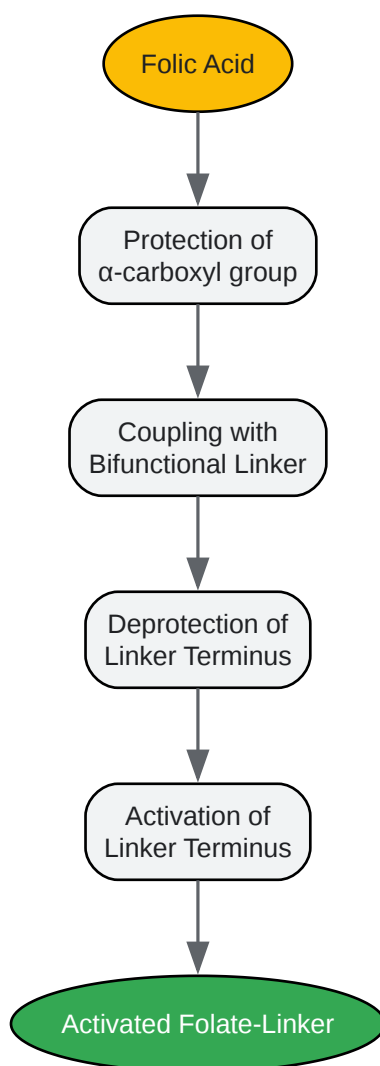 Folic Acid
Protection of
α-carboxyl group
Coupling with
Bifunctional Linker
Deprotection of
Linker Terminus
Activation of
Linker Terminus
Activated Folate-Linker